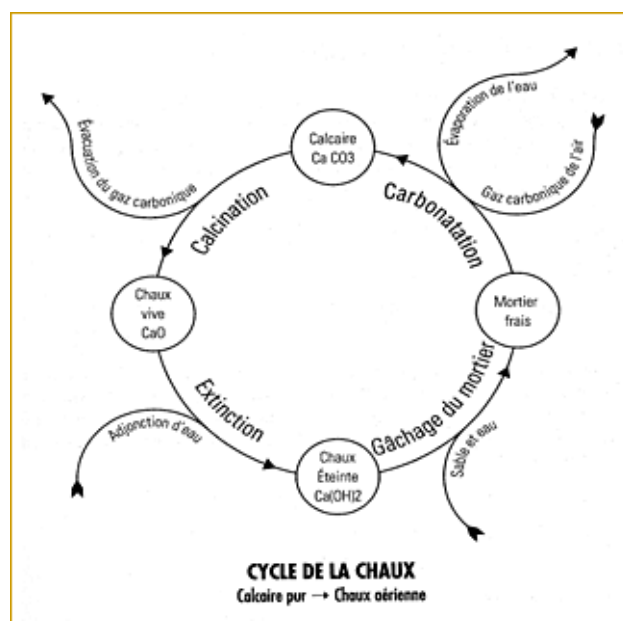 Calcaire
Ca CO3
Évaporation de l'eau
Gaz carbonique de l'air
Carbonatation
Évacuation du gaz carbonique
Calcination
Chaux
vive
CaO
Mortier
frais
Extinction
Adjonction d'eau
Gâchage du mortier
Sable et eau
Chaux
Éteinte
Ca(OH)2
CYCLE DE LA CHAUX
Calcaire pur → Chaux aérienne